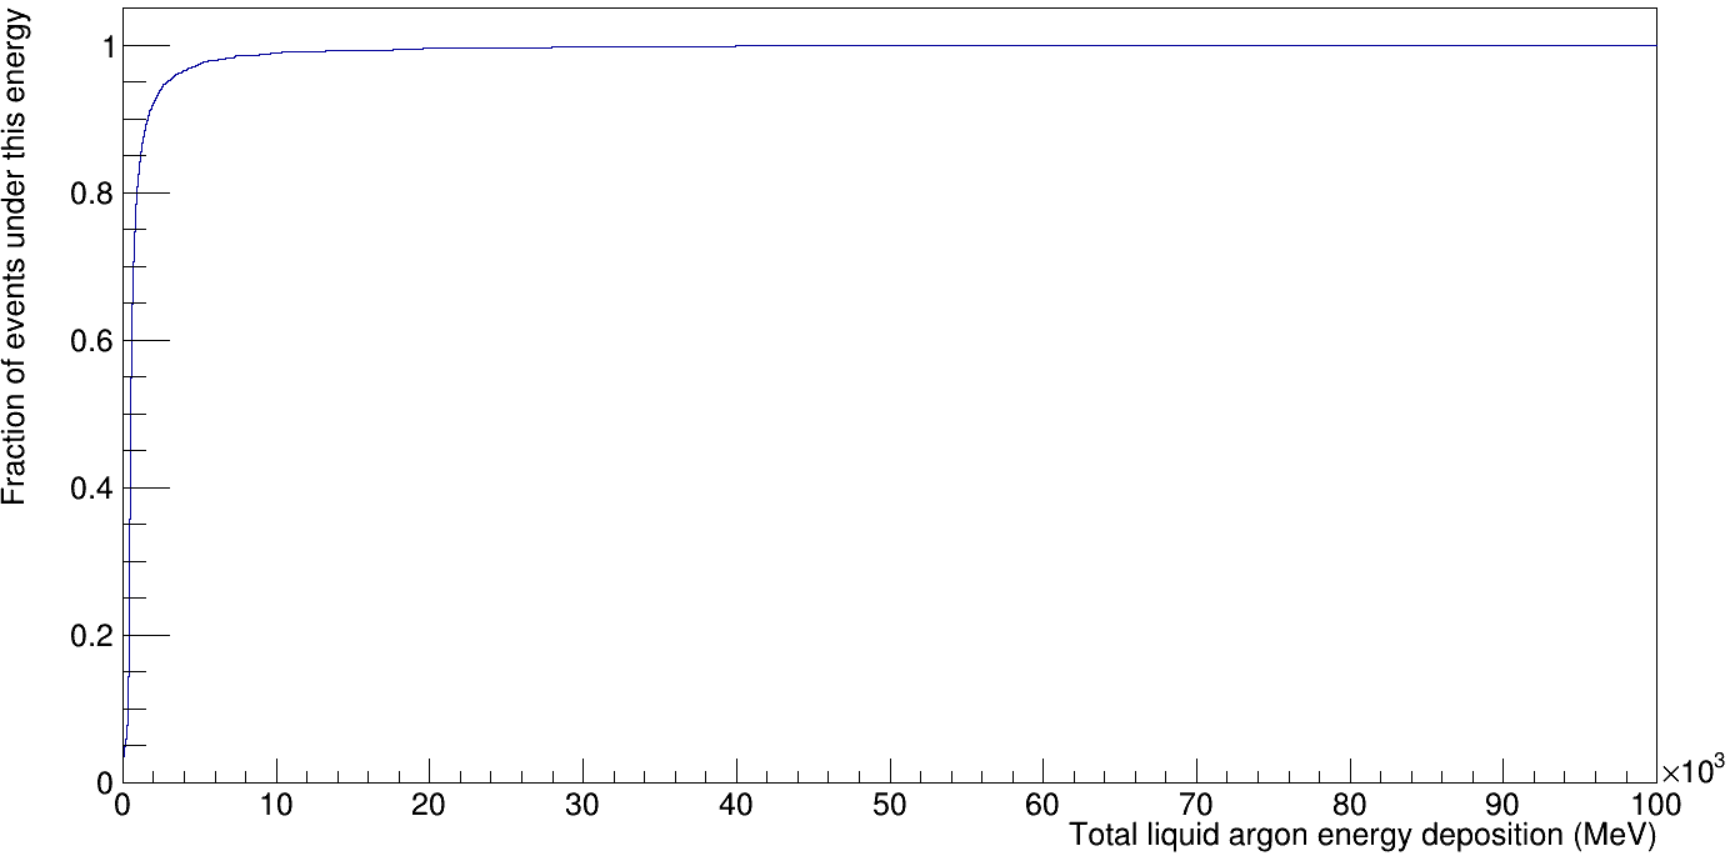 Fraction of events under this energy
1
0.8
0.6
0.4
0.2
0
0 10 20 30 40 50 60 70 80 90 100
×10³
Total liquid argon energy deposition (MeV)